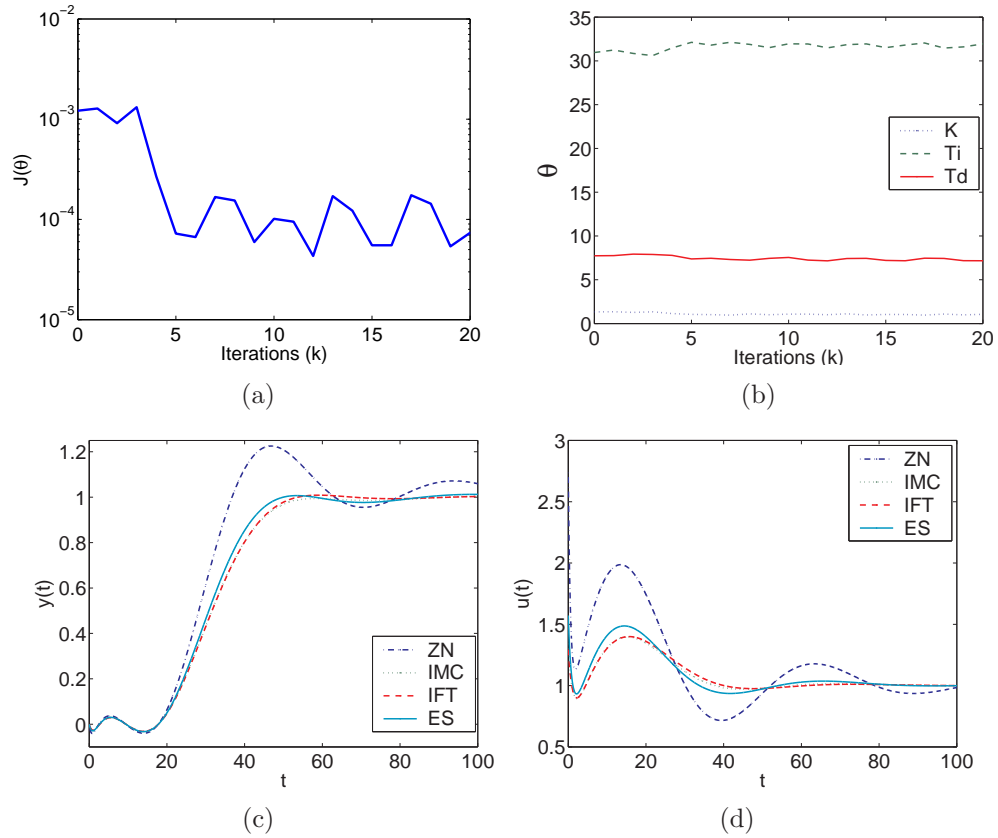 10^-2
10^-3
10^-4
10^-5
J(θ)
0 5 10 15 20
Iterations (k)
(a)
35
30
25
20
15
10
5
0
θ
K
Ti
Td
0 5 10 15 20
Iterations (k)
(b)
1.2
1
0.8
0.6
0.4
0.2
0
y(t)
ZN
IMC
IFT
ES
0 20 40 60 80 100
t
(c)
3
2.5
2
1.5
1
0.5
u(t)
ZN
IMC
IFT
ES
0 20 40 60 80 100
t
(d)